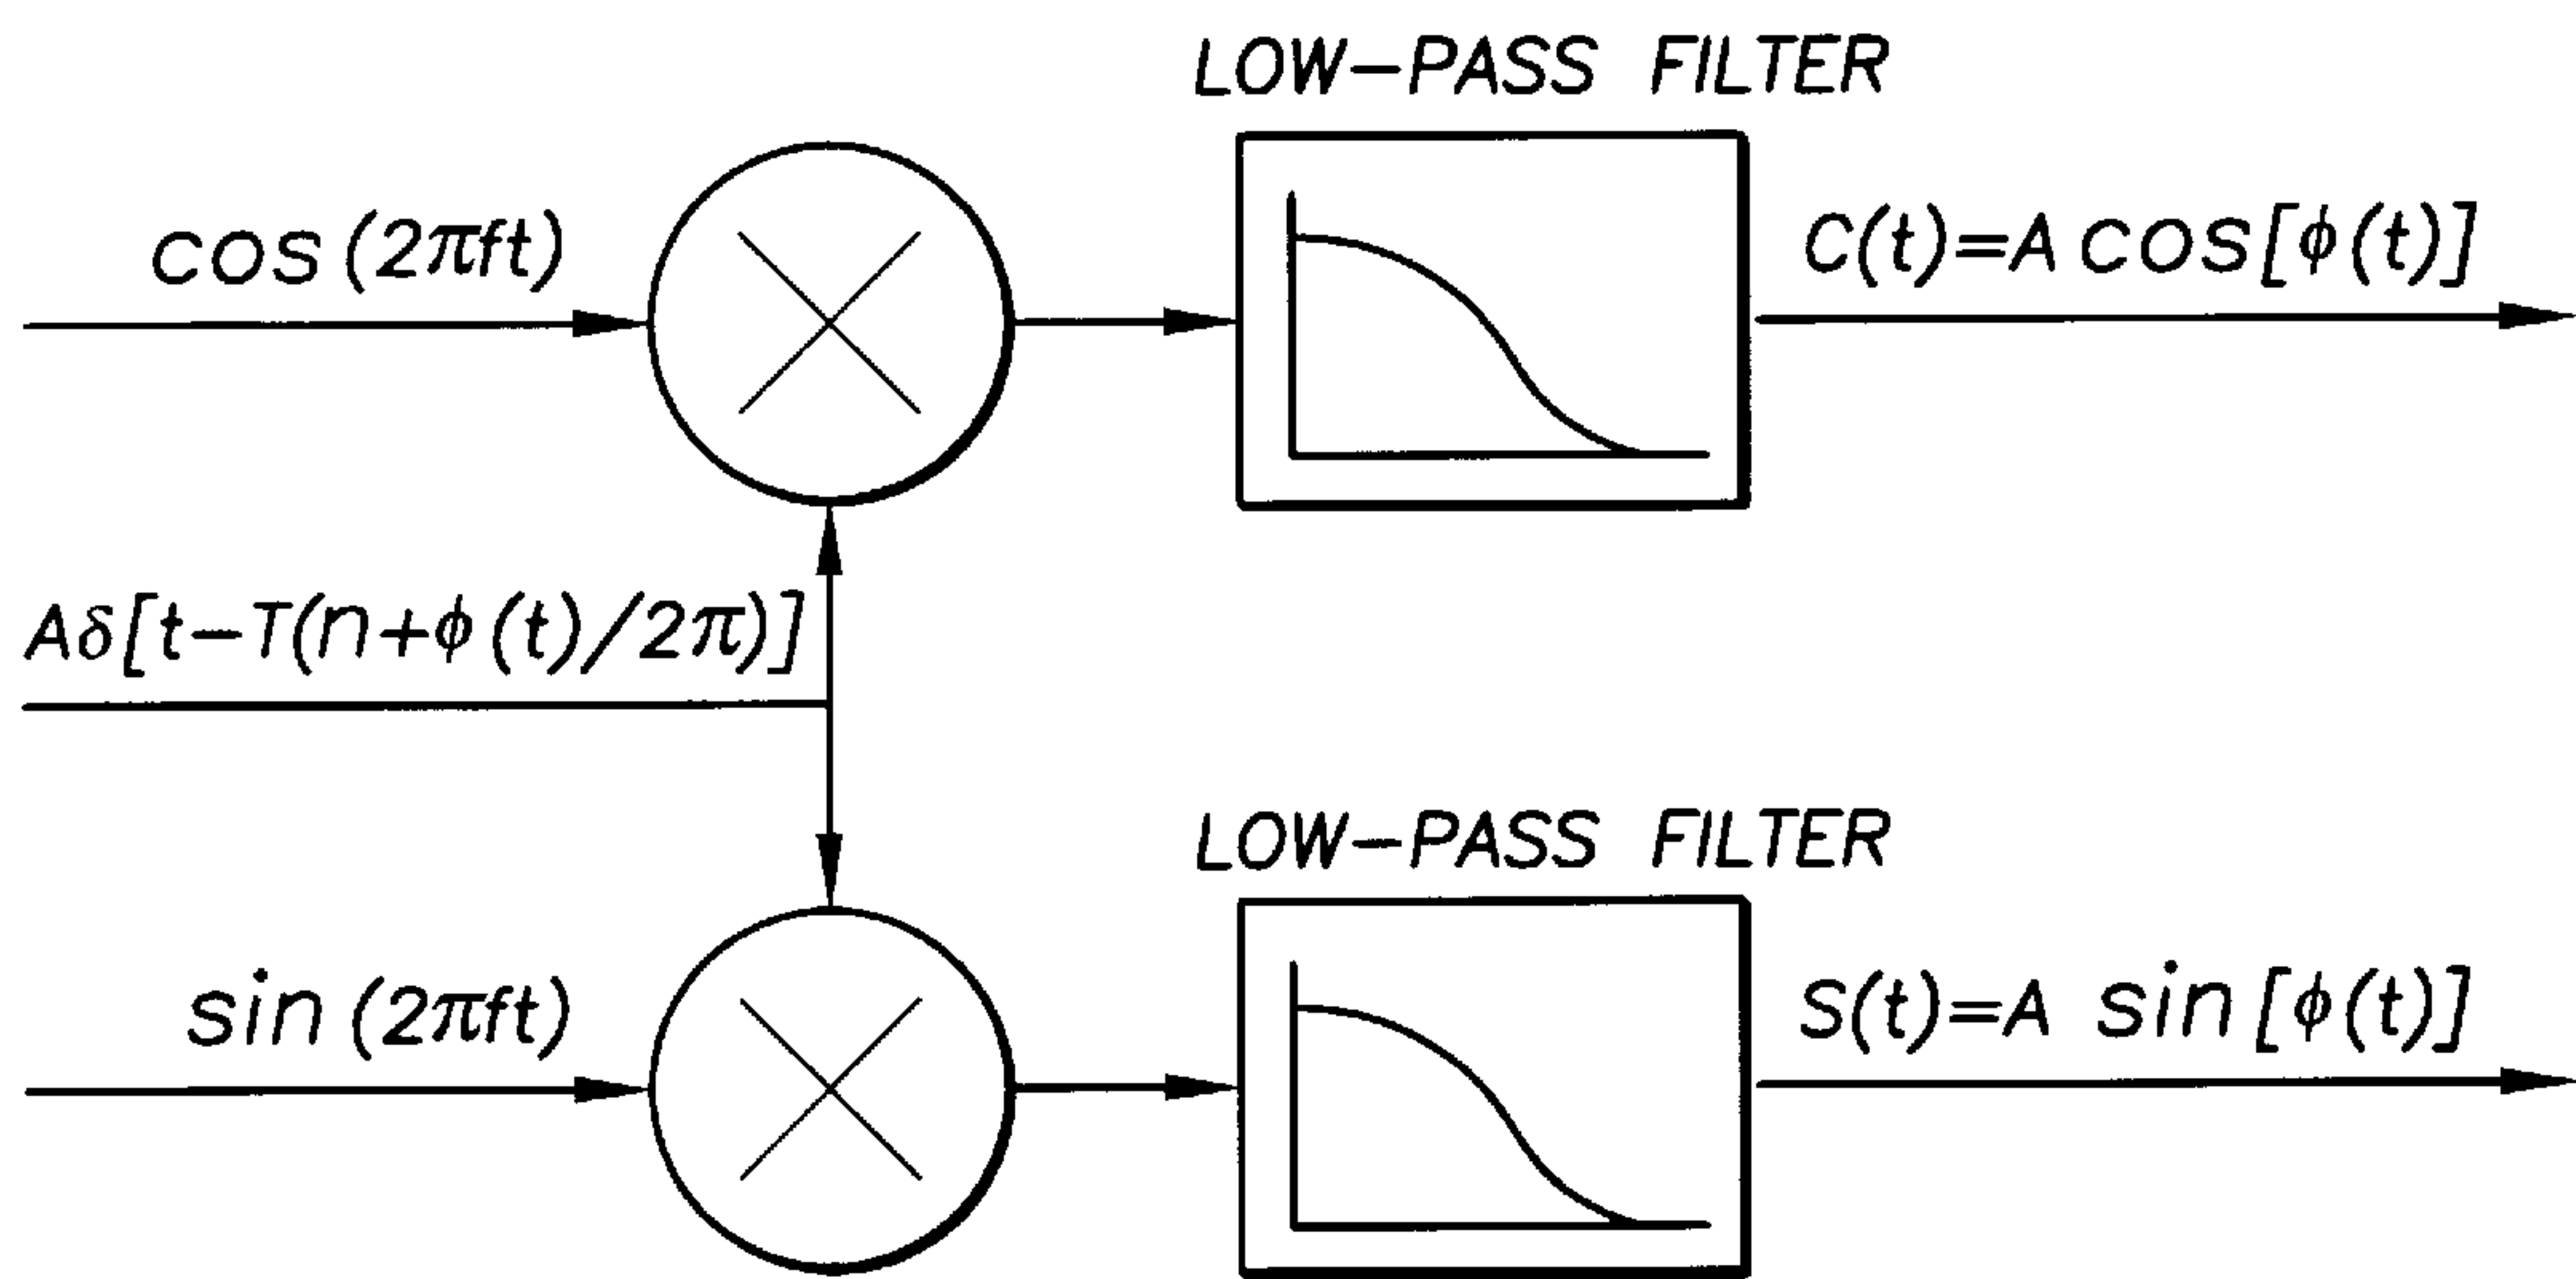 LOW-PASS FILTER
cos (2πft)
C(t)=A cos[ϕ(t)]
Aδ[t-T(n+ϕ(t)/2π)]
LOW-PASS FILTER
sin (2πft)
S(t)=A sin[ϕ(t)]